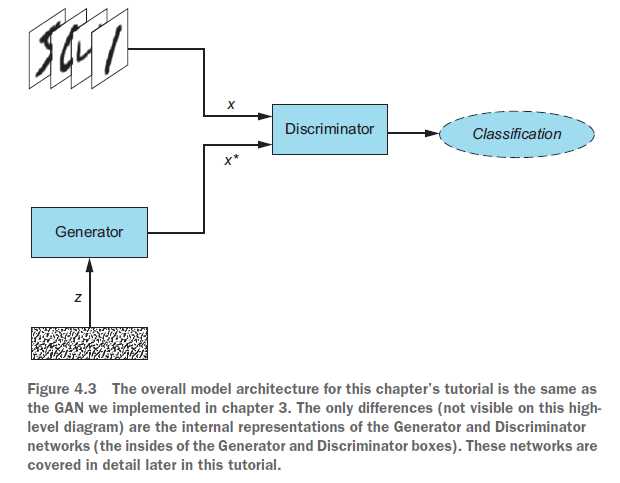 x
Discriminator
Classification
x*
Generator
z
Figure 4.3 The overall model architecture for this chapter's tutorial is the same as
the GAN we implemented in chapter 3. The only differences (not visible on this high-
level diagram) are the internal representations of the Generator and Discriminator
networks (the insides of the Generator and Discriminator boxes). These networks are
covered in detail later in this tutorial.